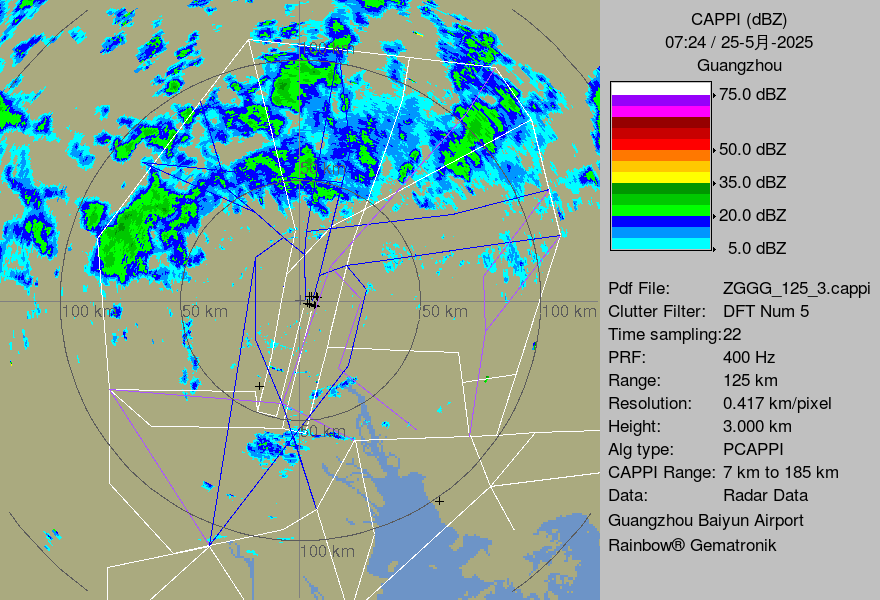 CAPPI (dBZ)
07:24 / 25-5月-2025
Guangzhou
75.0 dBZ
50.0 dBZ
35.0 dBZ
20.0 dBZ
5.0 dBZ
Pdf File: ZGGG_125_3.cappi
Clutter Filter: DFT Num 5
Time sampling:22
PRF: 400 Hz
Range: 125 km
Resolution: 0.417 km/pixel
Height: 3.000 km
Alg type: PCAPPI
CAPPI Range: 7 km to 185 km
Data: Radar Data
Guangzhou Baiyun Airport
Rainbow® Gematronik
100 km
50 km
50 km
100 km
50 km
100 km